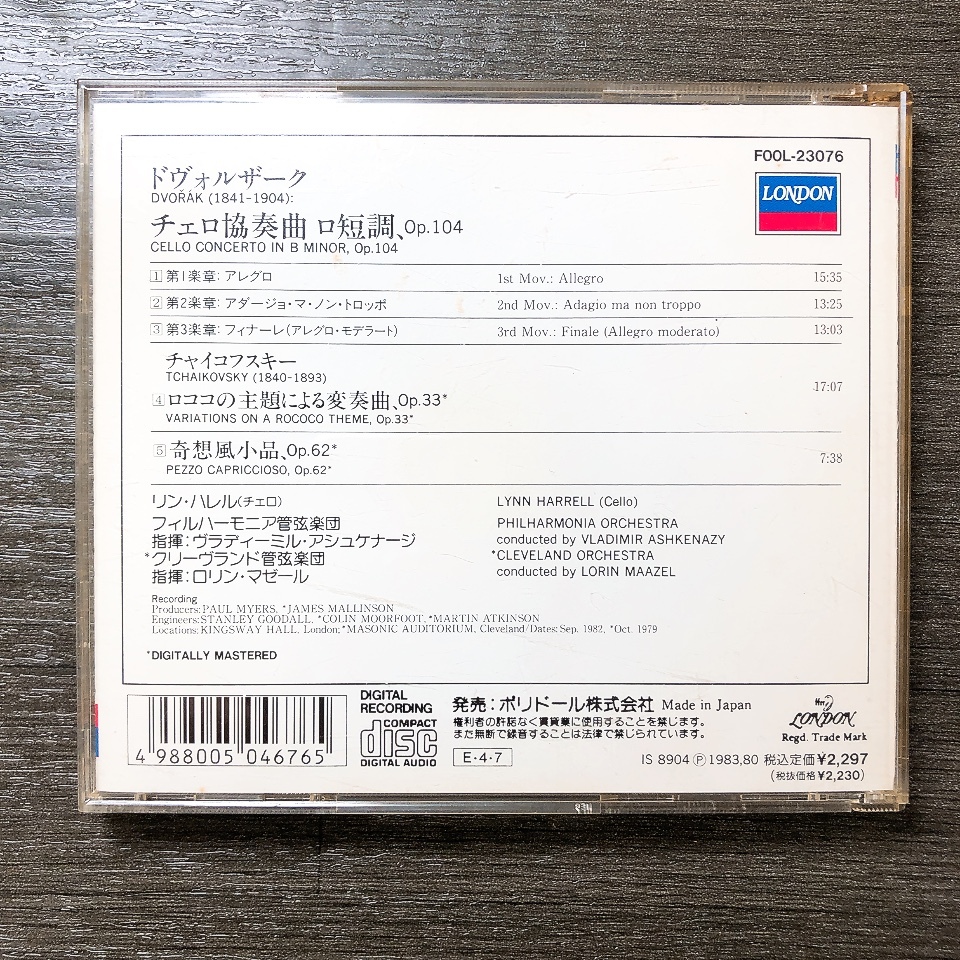 F00L-23076
LONDON
ドヴォルザーク
DVOŘÁK (1841-1904):
チェロ協奏曲 ロ短調、Op.104
CELLO CONCERTO IN B MINOR, Op.104
1 第1楽章：アレグロ 1st Mov.: Allegro 15:35
2 第2楽章：アダージョ・マ・ノン・トロッポ 2nd Mov.: Adagio ma non troppo 13:25
3 第3楽章：フィナーレ（アレグロ・モデラート） 3rd Mov.: Finale (Allegro moderato) 13:03
チャイコフスキー
TCHAIKOVSKY (1840-1893)
4 ロココの主題による変奏曲、Op.33* 17:07
VARIATIONS ON A ROCOCO THEME, Op.33*
5 奇想風小品、Op.62* 7:38
PEZZO CAPRICCIOSO, Op.62*
リン・ハレル（チェロ） LYNN HARRELL (Cello)
フィルハーモニア管弦楽団 PHILHARMONIA ORCHESTRA
指揮：ヴラディーミル・アシュケナージ conducted by VLADIMIR ASHKENAZY
*クリーヴランド管弦楽団 *CLEVELAND ORCHESTRA
指揮：ロリン・マゼール conducted by LORIN MAAZEL
Recording
Producers: PAUL MYERS, *JAMES MALLINSON
Engineers: STANLEY GOODALL, *COLIN MOORFOOT, *MARTIN ATKINSON
Locations: KINGSWAY HALL, London; *MASONIC AUDITORIUM, Cleveland/Dates: Sep. 1982, *Oct. 1979
*DIGITALLY MASTERED
4 988005 046765
DIGITAL RECORDING
COMPACT disc DIGITAL AUDIO
発売：ポリドール株式会社 Made in Japan
権利者の許諾なく賃貸業に使用することを禁じます。
また無断で録音することは法律で禁じられています。
E・4・7
LONDON
Regd. Trade Mark
IS 8904 Ⓟ 1983,80 税込定価¥2,297
（税抜価格¥2,230）